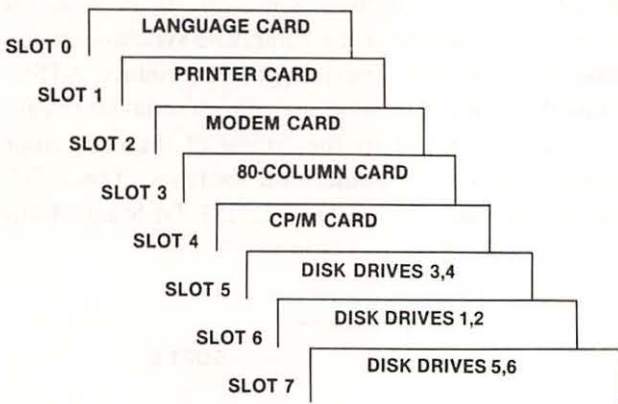 LANGUAGE CARD
SLOT 0
PRINTER CARD
SLOT 1
MODEM CARD
SLOT 2
80-COLUMN CARD
SLOT 3
CP/M CARD
SLOT 4
DISK DRIVES 3,4
SLOT 5
DISK DRIVES 1,2
SLOT 6
DISK DRIVES 5,6
SLOT 7